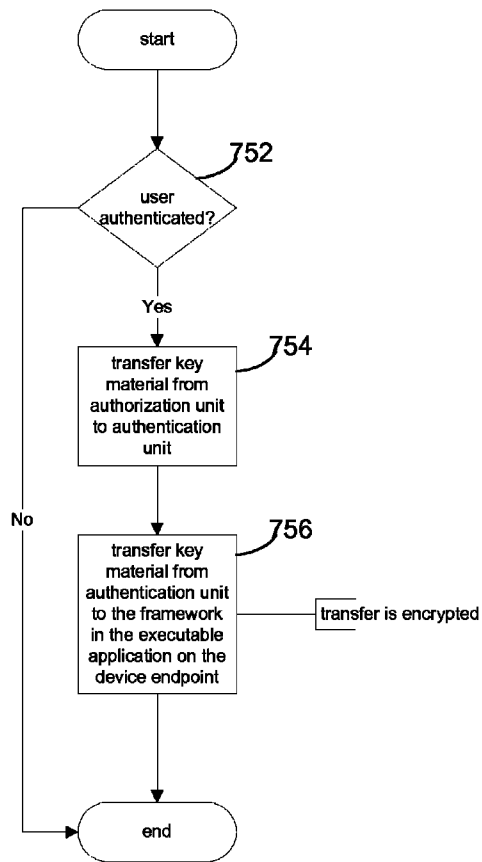 start
752
user
authenticated?
Yes
754
transfer key
material from
authorization unit
to authentication
unit
No
756
transfer key
material from
authentication unit
to the framework
in the executable
application on the
device endpoint
transfer is encrypted
end